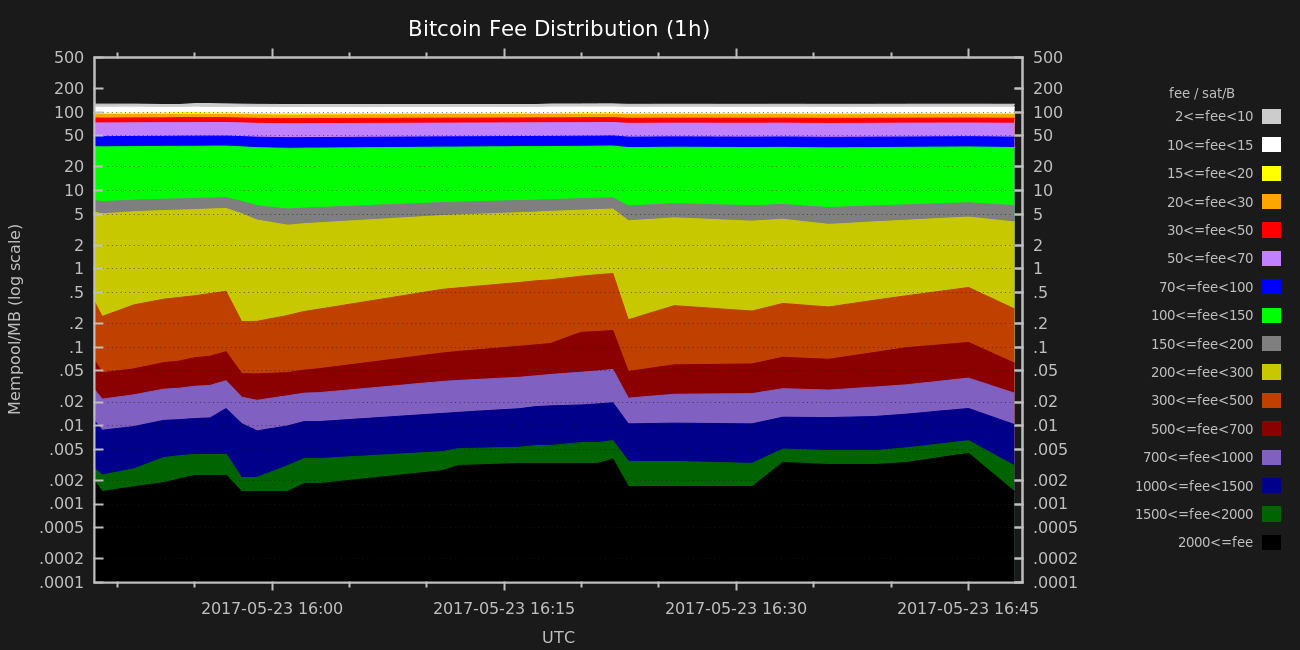 Bitcoin Fee Distribution (1h)
Mempool/MB (log scale)
500
200
100
50
20
10
5
2
1
.5
.2
.1
.05
.02
.01
.005
.002
.001
.0005
.0002
.0001
500
200
100
50
20
10
5
2
1
.5
.2
.1
.05
.02
.01
.005
.002
.001
.0005
.0002
.0001
2017-05-23 16:00 2017-05-23 16:15 2017-05-23 16:30 2017-05-23 16:45
UTC
fee / sat/B
2<=fee<10
10<=fee<15
15<=fee<20
20<=fee<30
30<=fee<50
50<=fee<70
70<=fee<100
100<=fee<150
150<=fee<200
200<=fee<300
300<=fee<500
500<=fee<700
700<=fee<1000
1000<=fee<1500
1500<=fee<2000
2000<=fee